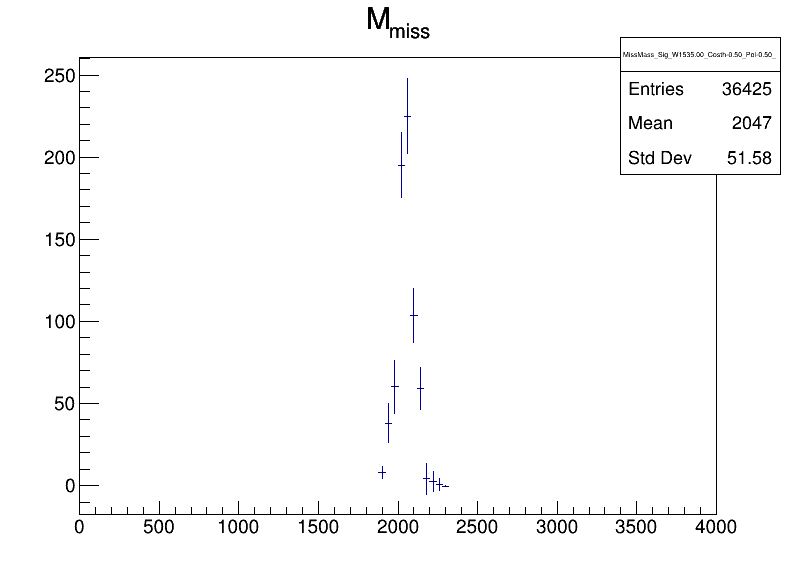 M_miss
MissMass_Sig_W1535.00_Costh-0.50_Pol-0.50_
Entries 36425
Mean 2047
Std Dev 51.58
250
200
150
100
50
0
0 500 1000 1500 2000 2500 3000 3500 4000